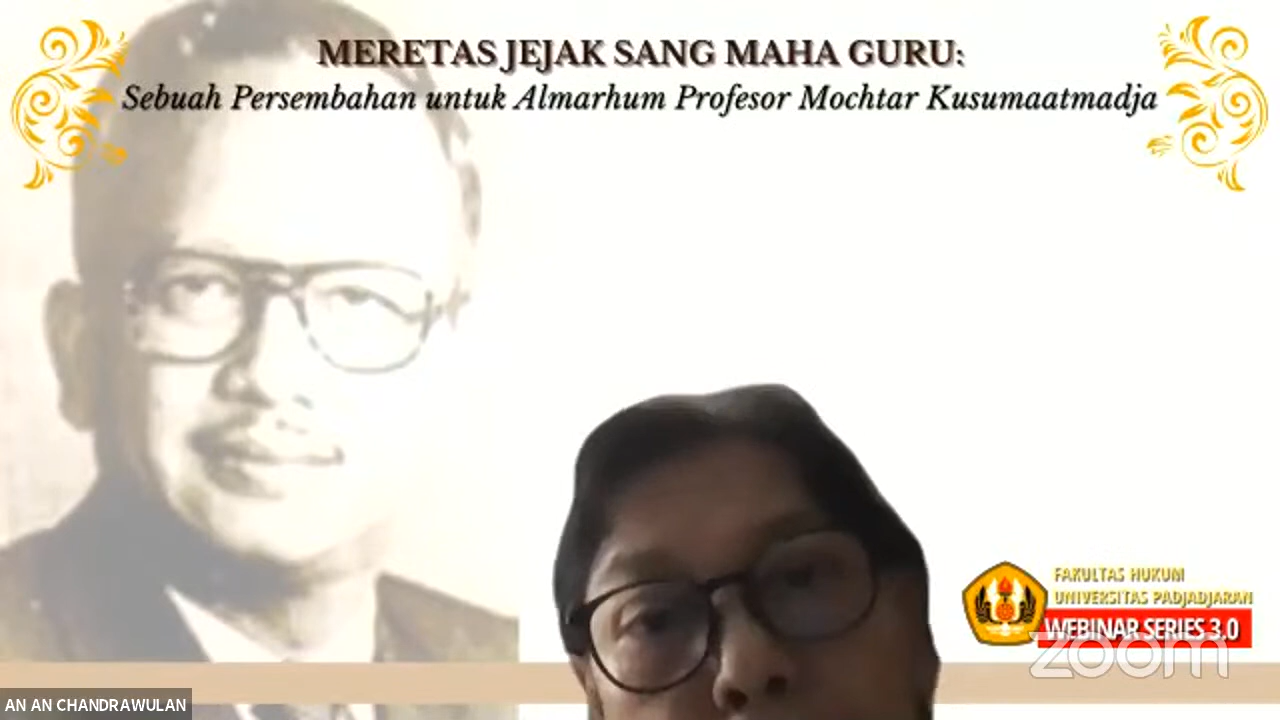 MERETAS JEJAK SANG MAHA GURU:
Sebuah Persembahan untuk Almarhum Profesor Mochtar Kusumaatmadja
FAKULTAS HUKUM
UNIVERSITAS PADJADJARAN
WEBINAR SERIES 3.0
zoom
AN AN CHANDRAWULAN